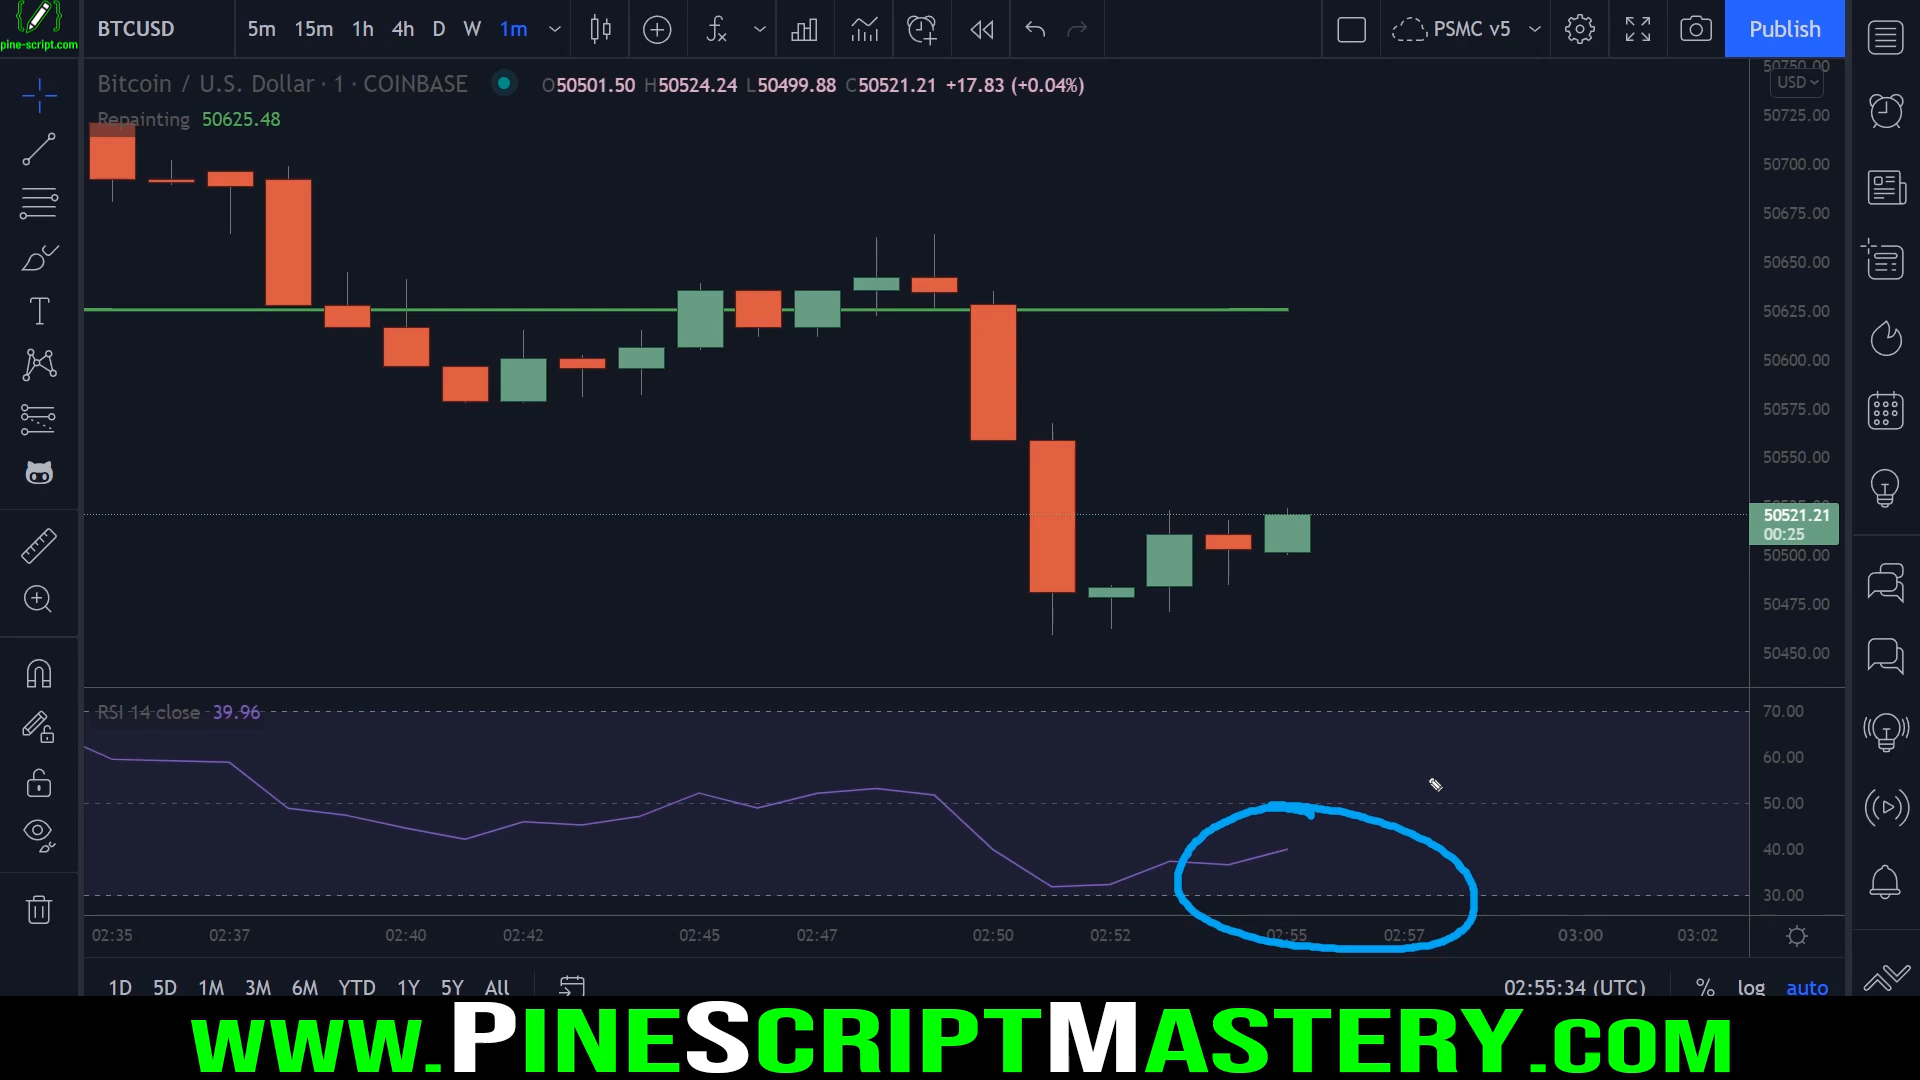 pine-script.com
BTCUSD 5m 15m 1h 4h D W 1m PSMC v5 Publish
Bitcoin / U.S. Dollar · 1 · COINBASE O50501.50 H50524.24 L50499.88 C50521.21 +17.83 (+0.04%)
Repainting 50625.48
50750.00
USD
50725.00
50700.00
50675.00
50650.00
50625.00
50600.00
50575.00
50550.00
50525.00
50521.21
00:25
50500.00
50475.00
50450.00
RSI 14 close 39.96
70.00
60.00
50.00
40.00
30.00
02:35 02:37 02:40 02:42 02:45 02:47 02:50 02:52 02:55 02:57 03:00 03:02
1D 5D 1M 3M 6M YTD 1Y 5Y All 02:55:34 (UTC) % log auto
www.PineScriptMastery.com